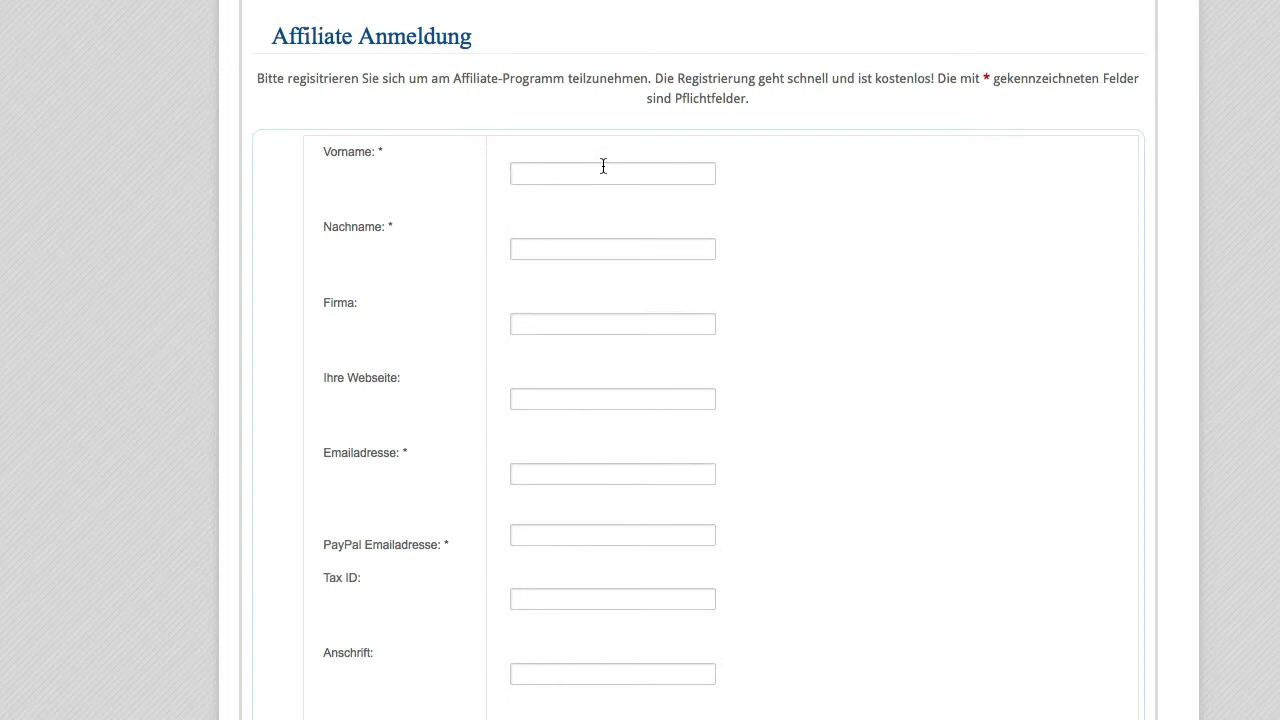 Affiliate Anmeldung
Bitte regisitrieren Sie sich um am Affiliate-Programm teilzunehmen. Die Registrierung geht schnell und ist kostenlos! Die mit * gekennzeichneten Felder
sind Pflichtfelder.
Vorname: *
Nachname: *
Firma:
Ihre Webseite:
Emailadresse: *
PayPal Emailadresse: *
Tax ID:
Anschrift: